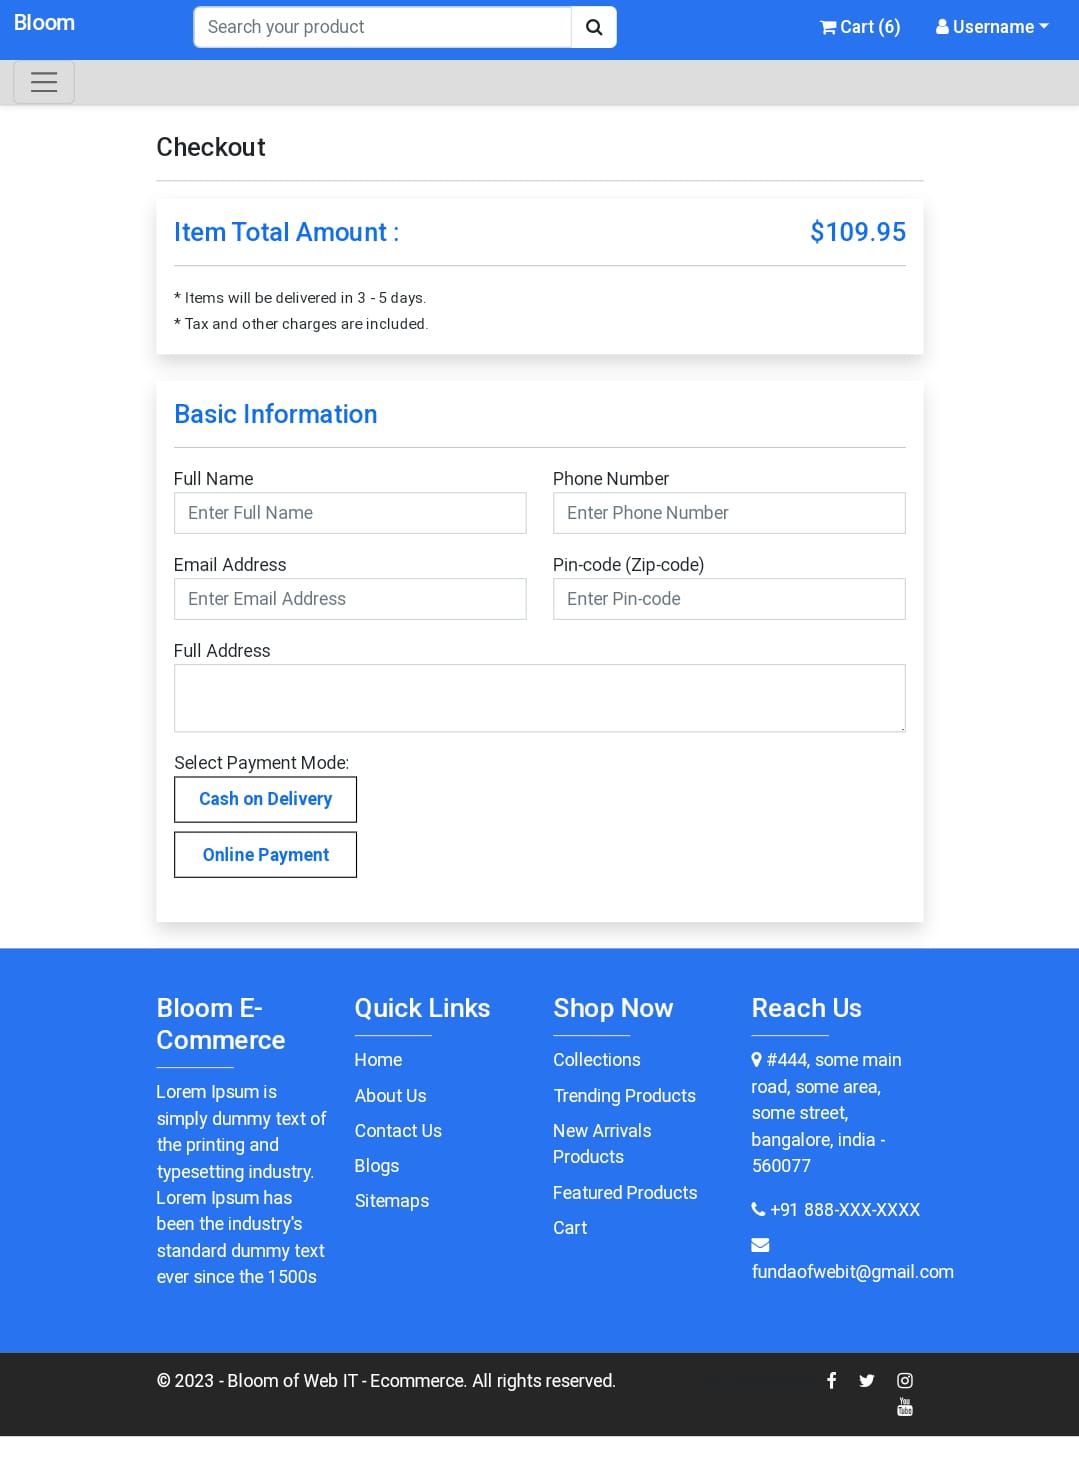 Bloom
Search your product
Cart (6)
Username
Checkout
Item Total Amount :
$109.95
* Items will be delivered in 3 - 5 days.
* Tax and other charges are included.
Basic Information
Full Name
Phone Number
Enter Full Name
Enter Phone Number
Email Address
Pin-code (Zip-code)
Enter Email Address
Enter Pin-code
Full Address
Select Payment Mode:
Cash on Delivery
Online Payment
Bloom E-
Commerce
Lorem Ipsum is
simply dummy text of
the printing and
typesetting industry.
Lorem Ipsum has
been the industry's
standard dummy text
ever since the 1500s
Quick Links
Home
About Us
Contact Us
Blogs
Sitemaps
Shop Now
Collections
Trending Products
New Arrivals
Products
Featured Products
Cart
Reach Us
#444, some main
road, some area,
some street,
bangalore, india -
560077
+91 888-XXX-XXXX
fundaofwebit@gmail.com
© 2023 - Bloom of Web IT - Ecommerce. All rights reserved.
You
Tube